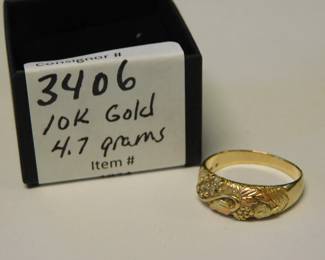 Consignor #
3406
10K Gold
4.7 grams
Item #